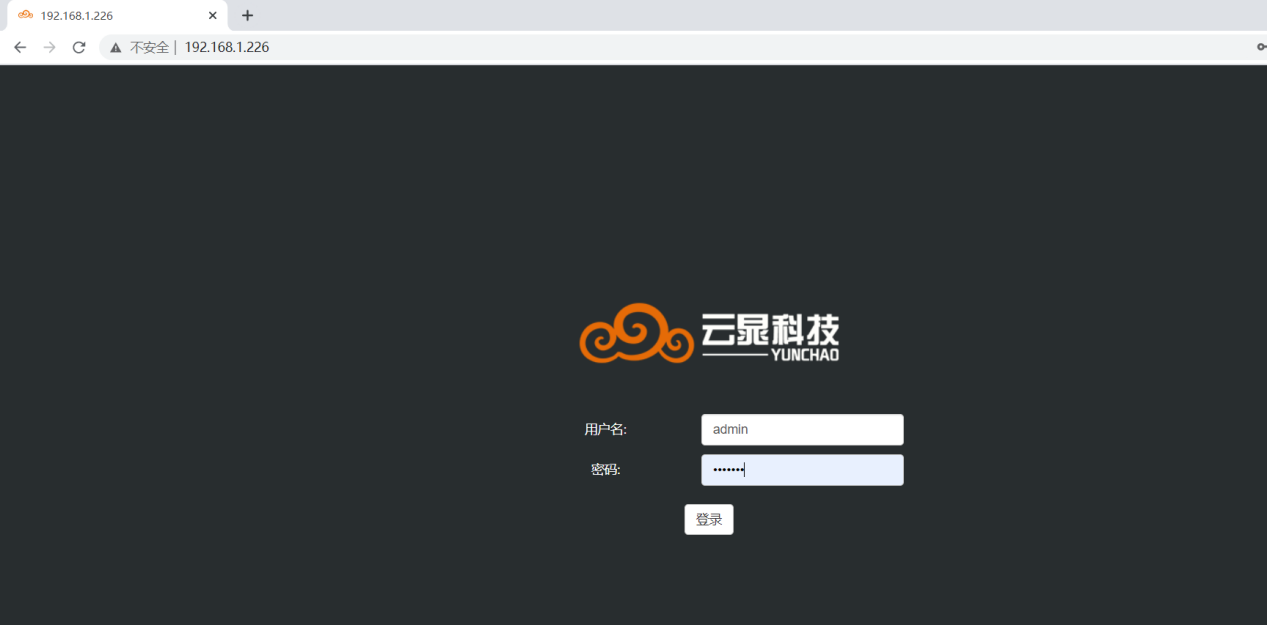 192.168.1.226
不安全 | 192.168.1.226
云晁科技
YUNCHAO
用户名: admin
密码: •••••••
登录